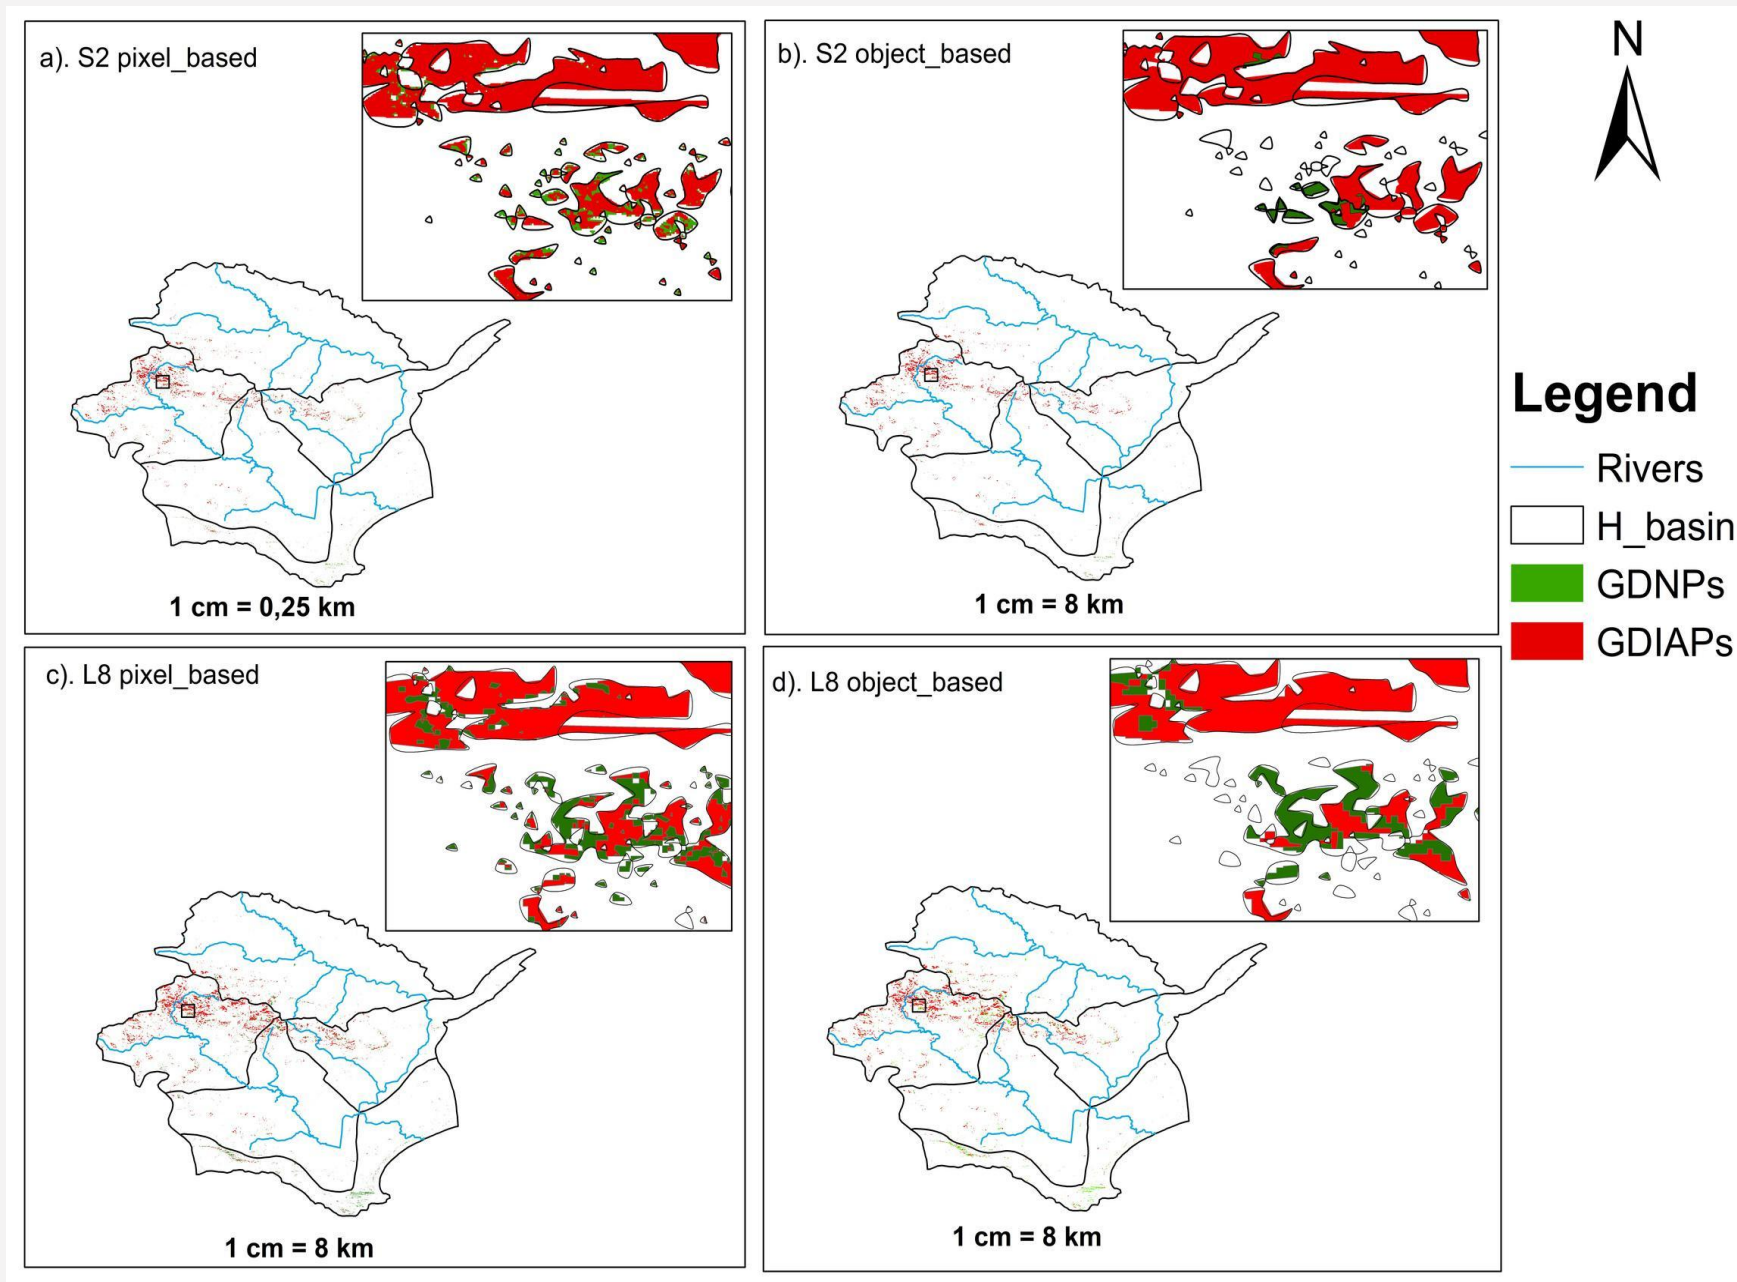 a). S2 pixel_based
1 cm = 0,25 km
b). S2 object_based
1 cm = 8 km
c). L8 pixel_based
1 cm = 8 km
d). L8 object_based
1 cm = 8 km
N
Legend
Rivers
H_basin
GDNPs
GDIAPs